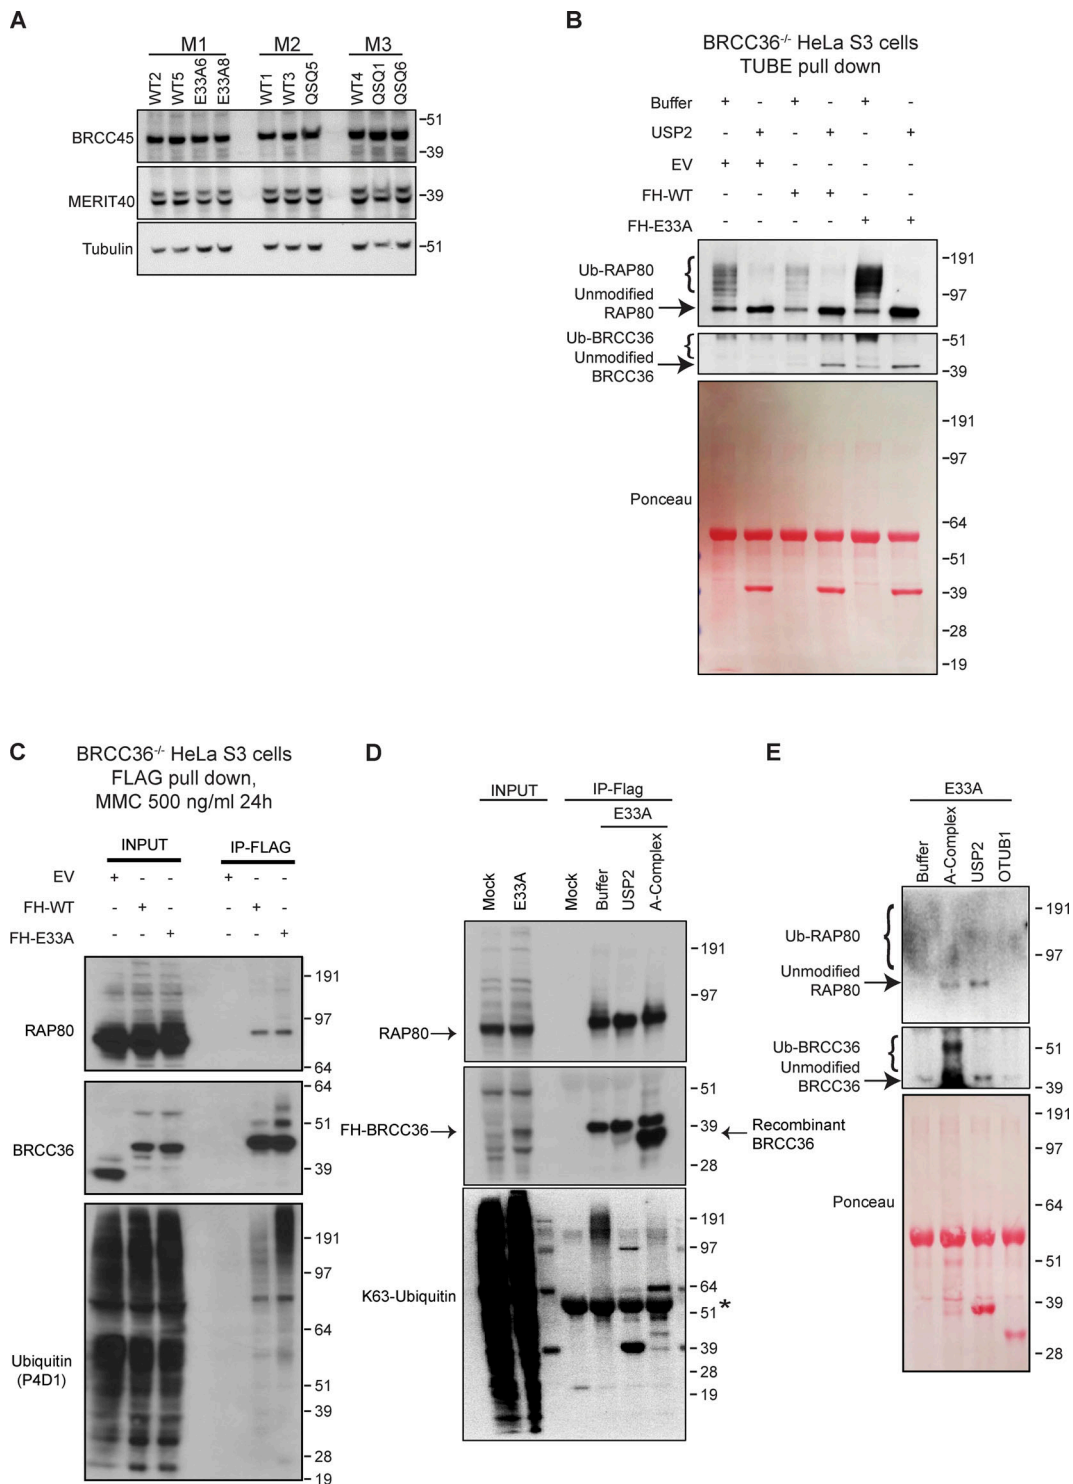 A
M1 M2 M3
WT2 WT5 E33A6 E33A8 WT1 WT3 QSQ5 WT4 QSQ1 QSQ6
BRCC45
-51
-39
MERIT40
-39
Tubulin
-51
B
BRCC36-/- HeLa S3 cells
TUBE pull down
Buffer + - + - + -
USP2 - + - + - +
EV + + - - - -
FH-WT - - + + - -
FH-E33A - - - - + +
-191
Ub-RAP80
-97
Unmodified
RAP80
Ub-BRCC36
-51
Unmodified
BRCC36
-39
-191
-97
Ponceau
-64
-51
-39
-28
-19
C
BRCC36-/- HeLa S3 cells
FLAG pull down,
MMC 500 ng/ml 24h
INPUT IP-FLAG
EV + - - + - -
FH-WT - + - - + -
FH-E33A - - + - - +
- 191
- 97
RAP80
- 64
- 64
- 51
BRCC36
- 39
- 191
- 97
- 64
Ubiquitin
(P4D1)
- 51
- 39
- 28
- 19
D
INPUT IP-Flag
E33A
Mock E33A Mock Buffer USP2 A-Complex
- 191
- 97
RAP80
- 51
FH-BRCC36
- 39
Recombinant
BRCC36
- 28
- 191
- 97
- 64
K63-Ubiquitin
- 51 *
- 39
- 28
- 19
E
E33A
Buffer A-Complex USP2 OTUB1
- 191
Ub-RAP80
- 97
Unmodified
RAP80
Ub-BRCC36
- 51
Unmodified
BRCC36
- 39
- 191
- 97
Ponceau
- 64
- 51
- 39
- 28